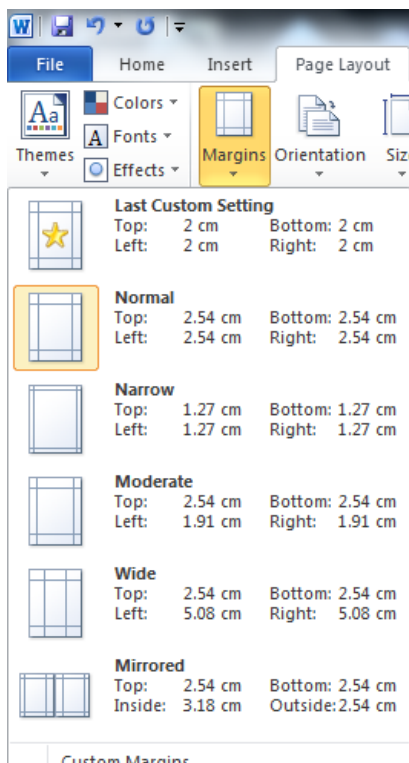 W
File Home Insert Page Layout
Aa Colors
A Fonts
Themes Effects Margins Orientation
Last Custom Setting
Top: 2 cm Bottom: 2 cm
Left: 2 cm Right: 2 cm
Normal
Top: 2.54 cm Bottom: 2.54 cm
Left: 2.54 cm Right: 2.54 cm
Narrow
Top: 1.27 cm Bottom: 1.27 cm
Left: 1.27 cm Right: 1.27 cm
Moderate
Top: 2.54 cm Bottom: 2.54 cm
Left: 1.91 cm Right: 1.91 cm
Wide
Top: 2.54 cm Bottom: 2.54 cm
Left: 5.08 cm Right: 5.08 cm
Mirrored
Top: 2.54 cm Bottom: 2.54 cm
Inside: 3.18 cm Outside: 2.54 cm
Custom Margins